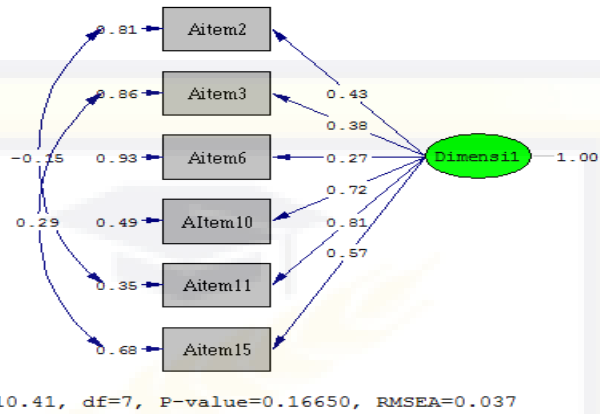 0.81 Aitem2
0.86 Aitem3 0.43
0.38
-0.15 0.93 Aitem6 0.27 Dimensi1 1.00
0.72
0.29 0.49 AItem10 0.81
0.57
0.35 Aitem11
0.68 Aitem15
10.41, df=7, P-value=0.16650, RMSEA=0.037